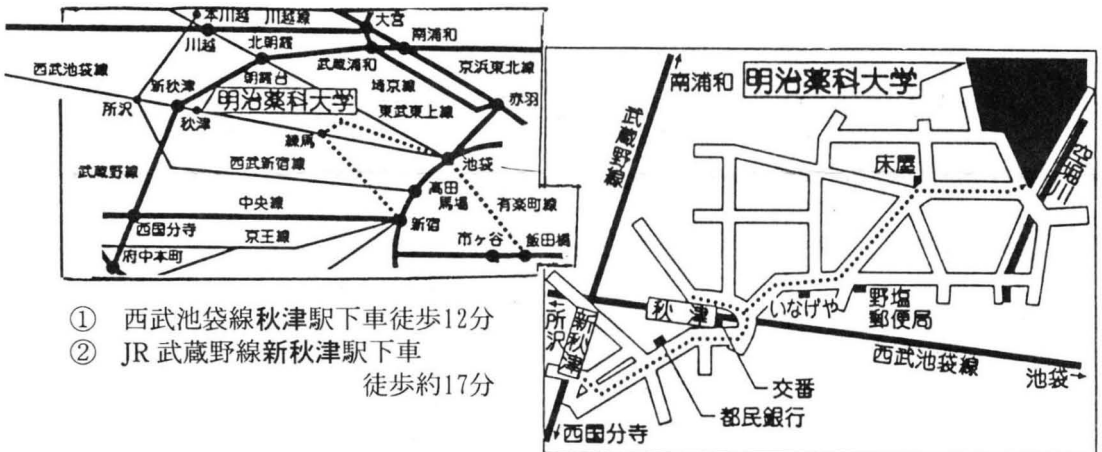 本川越
川越線
川越
大宮
南浦和
北朝霞
武蔵浦和
西武池袋線
朝霞台
京浜東北線
新秋津
埼京線
明治薬科大学
東武東上線
赤羽
所沢
秋津
練馬
池袋
武蔵野線
西武新宿線
高田
馬場
中央線
有楽町線
新宿
西国分寺
京王線
市ヶ谷
飯田橋
府中本町
① 西武池袋線秋津駅下車徒歩12分
② JR 武蔵野線新秋津駅下車
徒歩約17分
南浦和
明治薬科大学
武蔵野線
床屋
秋津
いなげや
野塩
郵便局
所沢
新秋津
西武池袋線
池袋
交番
都民銀行
西国分寺